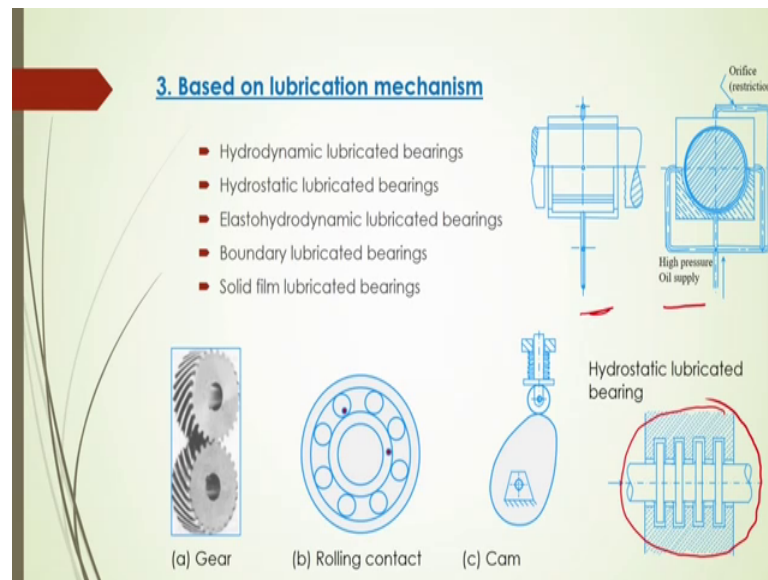 3. Based on lubrication mechanism
Hydrodynamic lubricated bearings
Hydrostatic lubricated bearings
Elastohydrodynamic lubricated bearings
Boundary lubricated bearings
Solid film lubricated bearings
Orifice
(restriction
High pressure
Oil supply
Hydrostatic lubricated
bearing
(a) Gear
(b) Rolling contact
(c) Cam